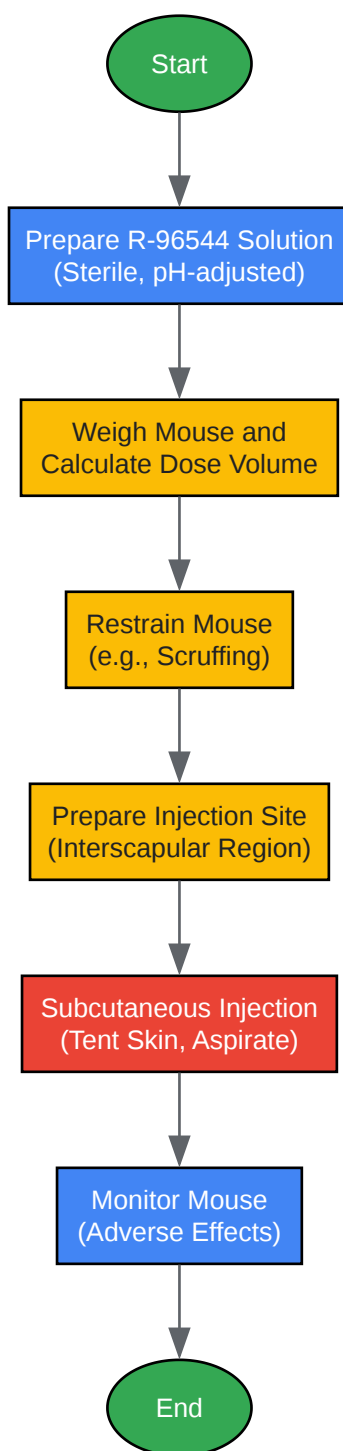 Start
Prepare R-96544 Solution
(Sterile, pH-adjusted)
Weigh Mouse and
Calculate Dose Volume
Restrain Mouse
(e.g., Scruffing)
Prepare Injection Site
(Interscapular Region)
Subcutaneous Injection
(Tent Skin, Aspirate)
Monitor Mouse
(Adverse Effects)
End